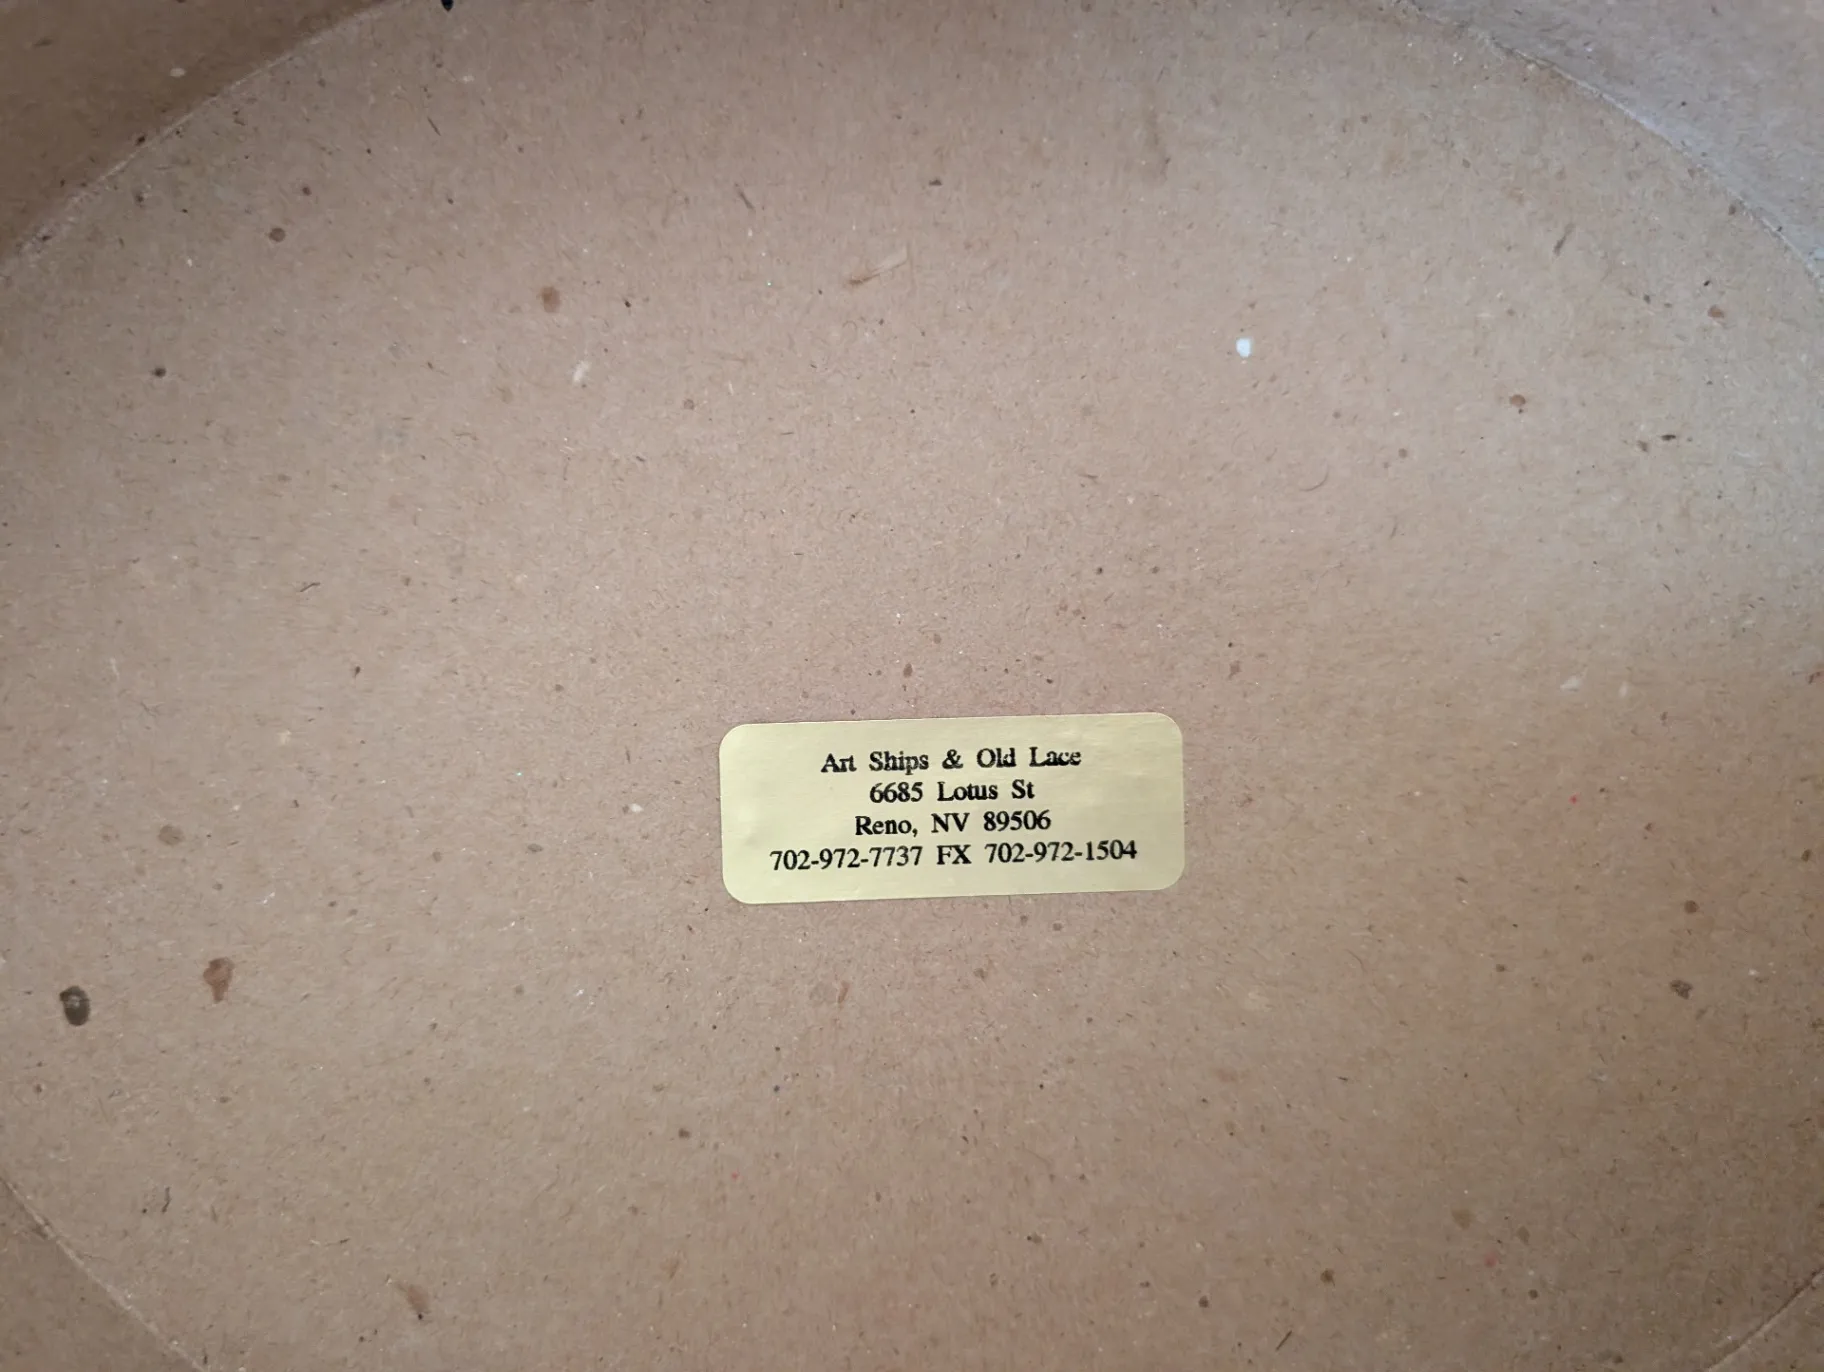 Art Ships & Old Lace
6685 Lotus St
Reno, NV 89506
702-972-7737 FX 702-972-1504